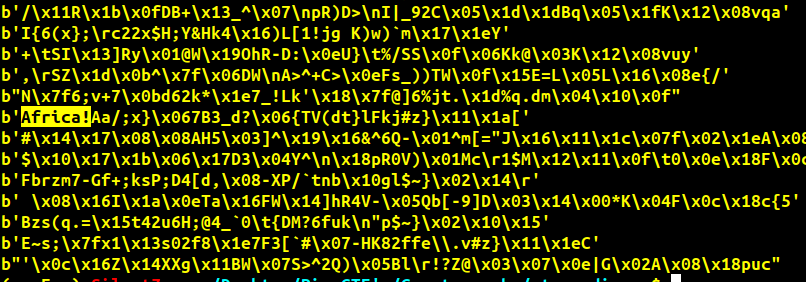 b'/\x11R\x1b\x0fDB+\x13_^\x07\npR)D>\nI|_92C\x05\x1d\x1dBq\x05\x1fK\x12\x08vqa'
b'I{6(x};\rc22x$H;Y&Hk4\x16)L[1!jg K)w)`m\x17\x1eY'
b'+\tSI\x13]Ry\x01@W\x19OhR-D:\x0eU}\t%/SS\x0f\x06Kk@\x03K\x12\x08vuy'
b',\rSZ\x1d\x0b^\x7f\x06DW\nA>^+C>\x0eFs_))TW\x0f\x15E=L\x05L\x16\x08e{/'
b"N\x7f6;v+7\x0bd62k*\x1e7_!Lk'\x18\x7f@]6%jt.\x1d%q.dm\x04\x10\x0f"
b'Africa!Aa/;x}\x067B3_d?\x06{TV(dt}lFkj#z}\x11\x1a['
b'#\x14\x17\x08\x08AH5\x03]^\x19\x16&^6Q-\x01^m[="J\x16\x11\x1c\x07f\x02\x1eA\x08
b'$\x10\x17\x1b\x06\x17D3\x04Y^\n\x18pR0V)\x01Mc\r1$M\x12\x11\x0f\t0\x0e\x18F\x0c
b'Fbrzm7-Gf+;ksP;D4[d,\x08-XP/`tnb\x10gl$~}\x02\x14\r'
b' \x08\x16I\x1a\x0eTa\x16FW\x14]hR4V-\x05Qb[-9]D\x03\x14\x00*K\x04F\x0c\x18c{5'
b'Bzs(q.=\x15t42u6H;@4_`0\t{DM?6fuk\n"p$~}\x02\x10\x15'
b'E~s;\x7fx1\x13s02f8\x1e7F3[`#\x07-HK82ffe\\.v#z}\x11\x1eC'
b"'\x0c\x16Z\x14XXg\x11BW\x07S>^2Q)\x05Bl\r!?Z@\x03\x07\x0e|G\x02A\x08\x18puc"